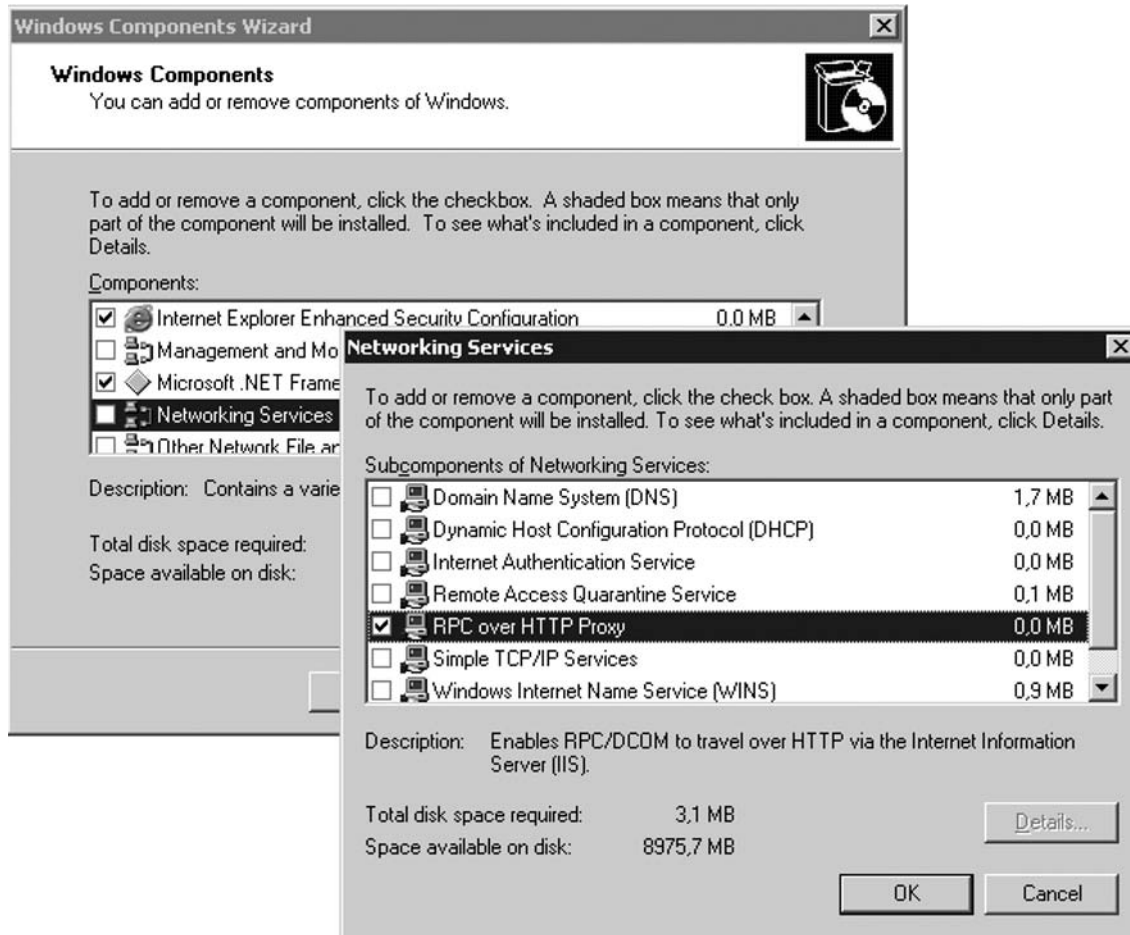 Windows Components Wizard
Windows Components
You can add or remove components of Windows.
To add or remove a component, click the checkbox. A shaded box means that only
part of the component will be installed. To see what's included in a component, click
Details.
Components:
Internet Explorer Enhanced Security Configuration 0.0 MB
Management and Mo
Microsoft .NET Frame
Networking Services
Other Network File an
Description: Contains a varie
Total disk space required:
Space available on disk:
Networking Services
To add or remove a component, click the check box. A shaded box means that only part
of the component will be installed. To see what's included in a component, click Details.
Subcomponents of Networking Services:
Domain Name System (DNS) 1,7 MB
Dynamic Host Configuration Protocol (DHCP) 0,0 MB
Internet Authentication Service 0,0 MB
Remote Access Quarantine Service 0,1 MB
RPC over HTTP Proxy 0,0 MB
Simple TCP/IP Services 0,0 MB
Windows Internet Name Service (WINS) 0,9 MB
Description: Enables RPC/DCOM to travel over HTTP via the Internet Information
Server (IIS).
Total disk space required: 3,1 MB
Space available on disk: 8975,7 MB
Details...
OK Cancel